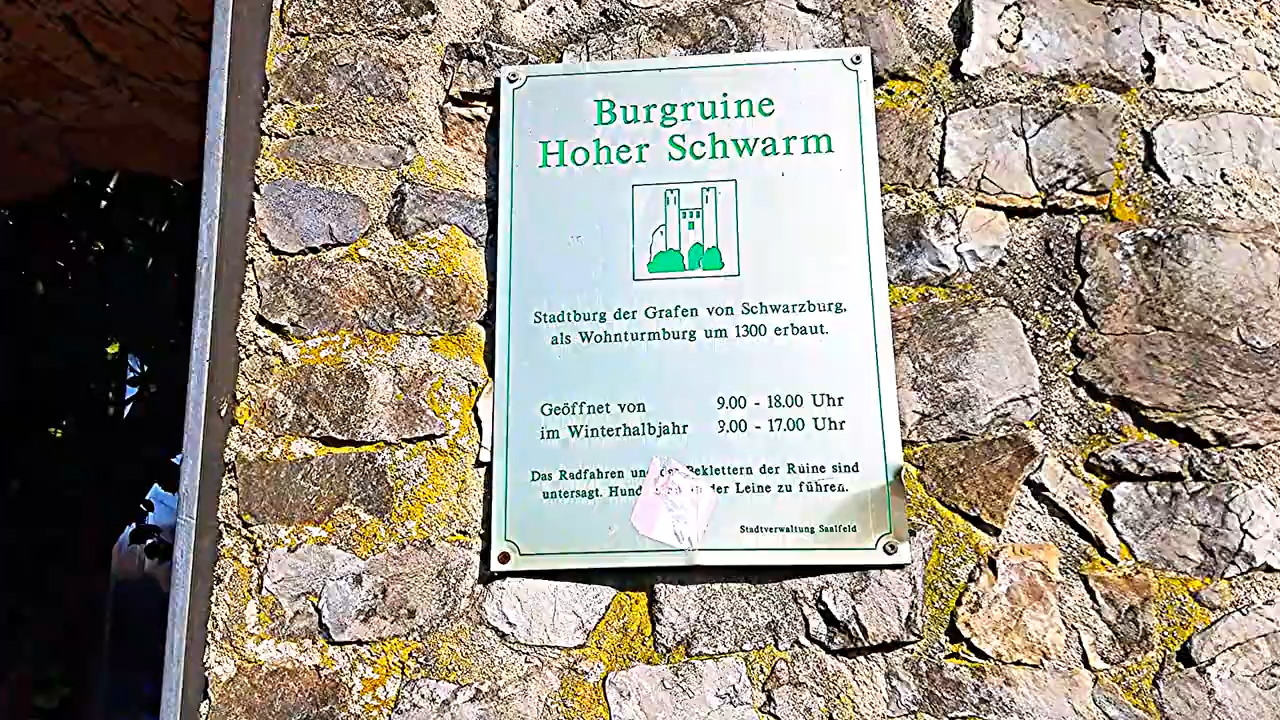 Burgruine
Hoher Schwarm
Stadtburg der Grafen von Schwarzburg,
als Wohnturmburg um 1300 erbaut.
Geöffnet von 9.00 - 18.00 Uhr
im Winterhalbjahr 9.00 - 17.00 Uhr
Das Radfahren und das Beklettern der Ruine sind
untersagt. Hunde der Leine zu führen.
Stadtverwaltung Saalfeld